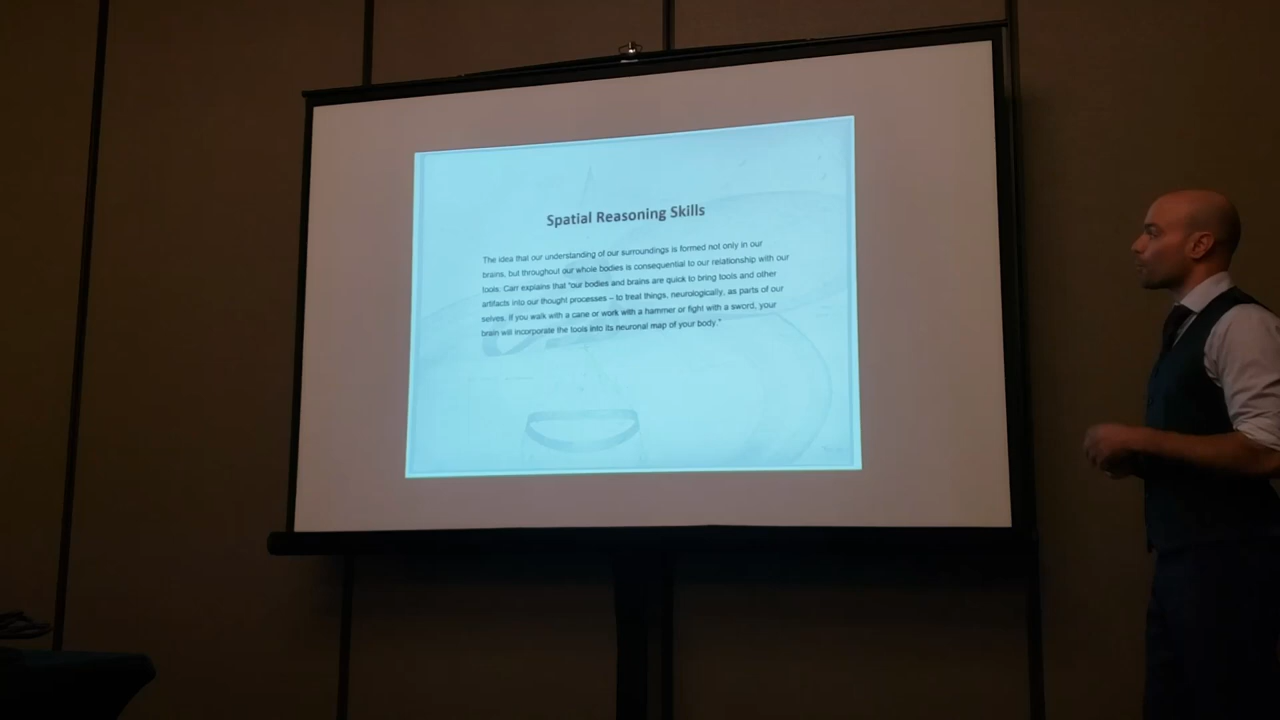 Spatial Reasoning Skills
The idea that our understanding of our surroundings is formed not only in our
brains, but throughout our whole bodies is consequential to our relationship with our
tools. Carr explains that "our bodies and brains are quick to bring tools and other
artifacts into our thought processes – to treat things, neurologically, as parts of our
selves. If you walk with a cane or work with a hammer or fight with a sword, your
brain will incorporate the tools into its neuronal map of your body."